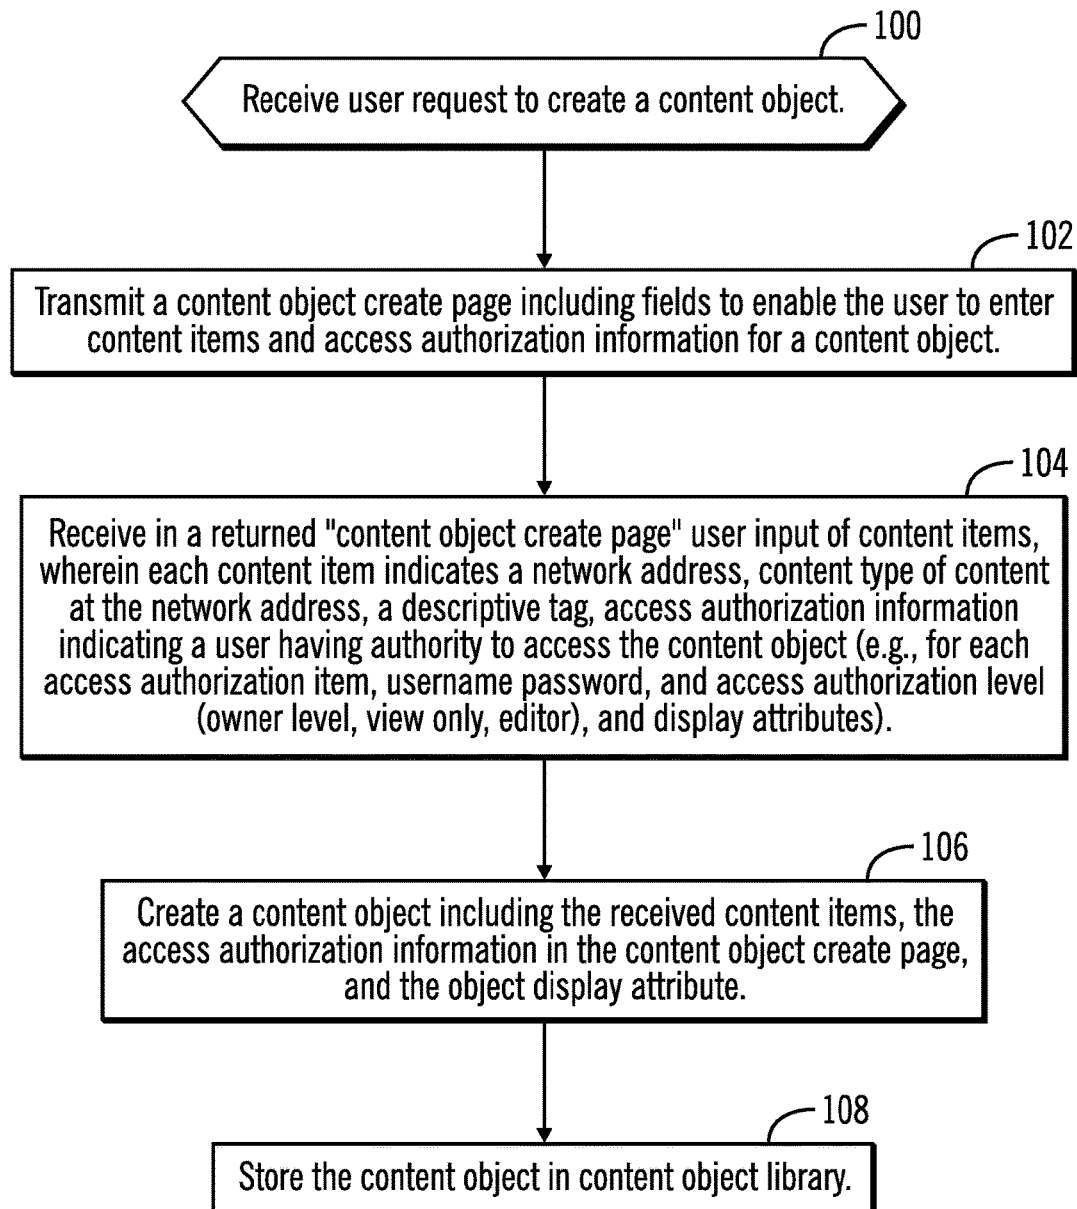 100
Receive user request to create a content object.
102
Transmit a content object create page including fields to enable the user to enter
content items and access authorization information for a content object.
104
Receive in a returned "content object create page" user input of content items,
wherein each content item indicates a network address, content type of content
at the network address, a descriptive tag, access authorization information
indicating a user having authority to access the content object (e.g., for each
access authorization item, username password, and access authorization level
(owner level, view only, editor), and display attributes).
106
Create a content object including the received content items, the
access authorization information in the content object create page,
and the object display attribute.
108
Store the content object in content object library.